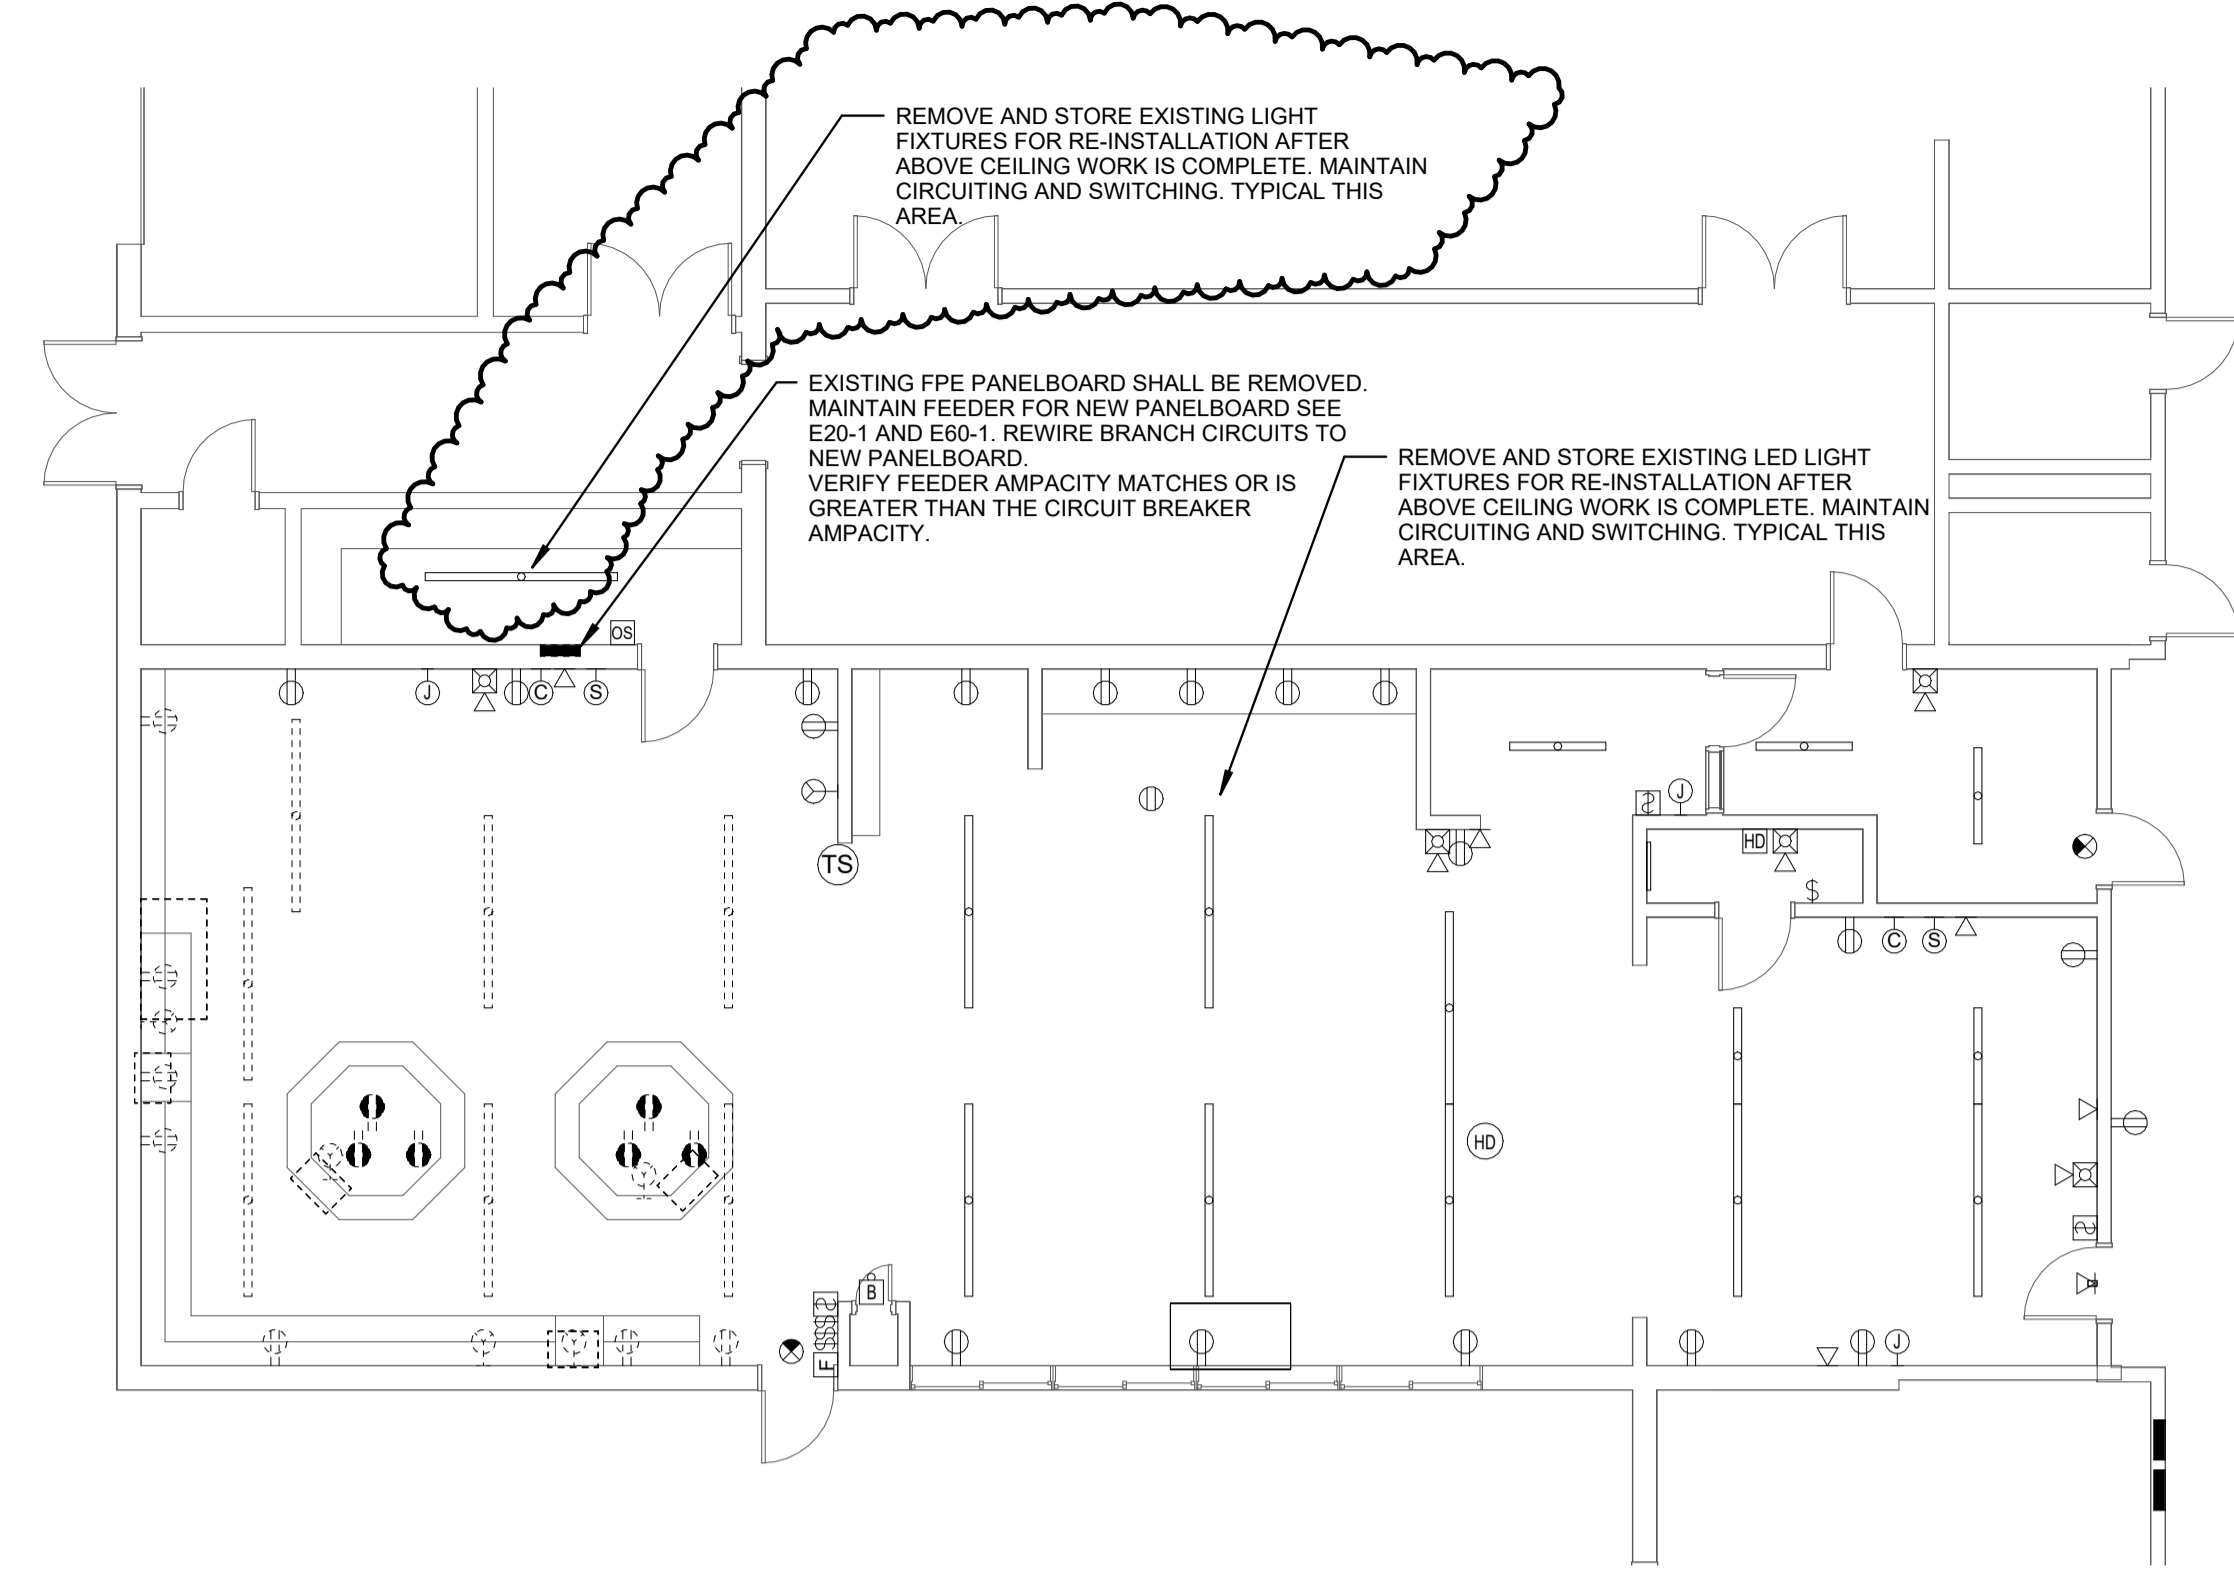 REMOVE AND STORE EXISTING LIGHT
FIXTURES FOR RE-INSTALLATION AFTER
ABOVE CEILING WORK IS COMPLETE. MAINTAIN
CIRCUITING AND SWITCHING. TYPICAL THIS
AREA.
EXISTING FPE PANELBOARD SHALL BE REMOVED.
MAINTAIN FEEDER FOR NEW PANELBOARD SEE
E20-1 AND E60-1. REWIRE BRANCH CIRCUITS TO
NEW PANELBOARD.
VERIFY FEEDER AMPACITY MATCHES OR IS
GREATER THAN THE CIRCUIT BREAKER
AMPACITY.
REMOVE AND STORE EXISTING LED LIGHT
FIXTURES FOR RE-INSTALLATION AFTER
ABOVE CEILING WORK IS COMPLETE. MAINTAIN
CIRCUITING AND SWITCHING. TYPICAL THIS
AREA.
OS
J
C
S
J
TS
HD
$
C
S
HD
B
$$$$
F
J